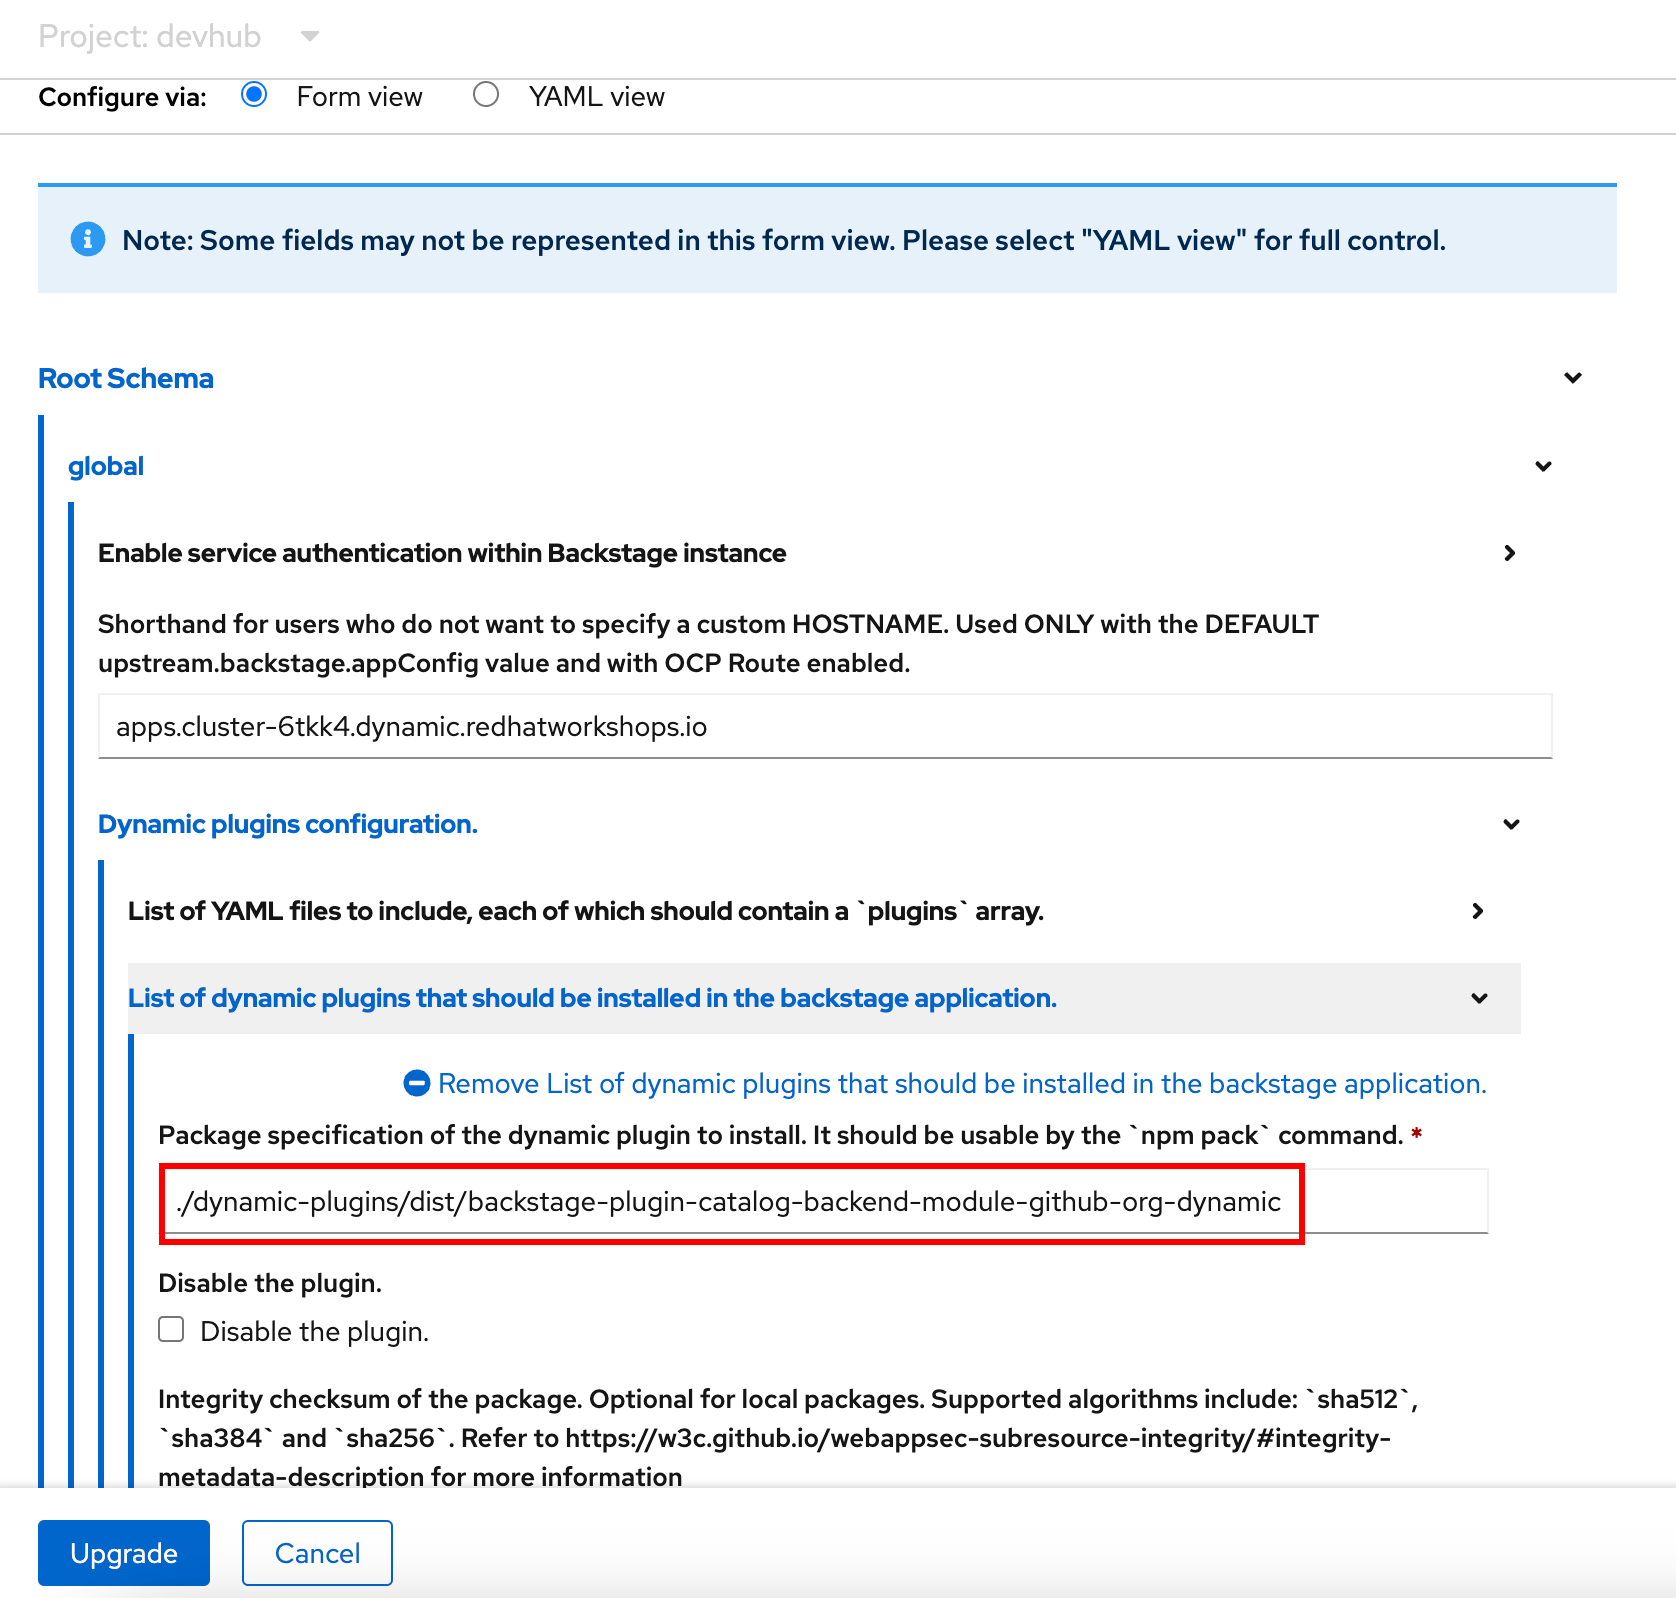 Project: devhub
Configure via: Form view YAML view
Note: Some fields may not be represented in this form view. Please select "YAML view" for full control.
Root Schema
global
Enable service authentication within Backstage instance
Shorthand for users who do not want to specify a custom HOSTNAME. Used ONLY with the DEFAULT
upstream.backstage.appConfig value and with OCP Route enabled.
apps.cluster-6tkk4.dynamic.redhatworkshops.io
Dynamic plugins configuration.
List of YAML files to include, each of which should contain a `plugins` array.
List of dynamic plugins that should be installed in the backstage application.
Remove List of dynamic plugins that should be installed in the backstage application.
Package specification of the dynamic plugin to install. It should be usable by the `npm pack` command. *
./dynamic-plugins/dist/backstage-plugin-catalog-backend-module-github-org-dynamic
Disable the plugin.
Disable the plugin.
Integrity checksum of the package. Optional for local packages. Supported algorithms include: `sha512`,
`sha384` and `sha256`. Refer to https://w3c.github.io/webappsec-subresource-integrity/#integrity-
metadata-description for more information
Upgrade Cancel